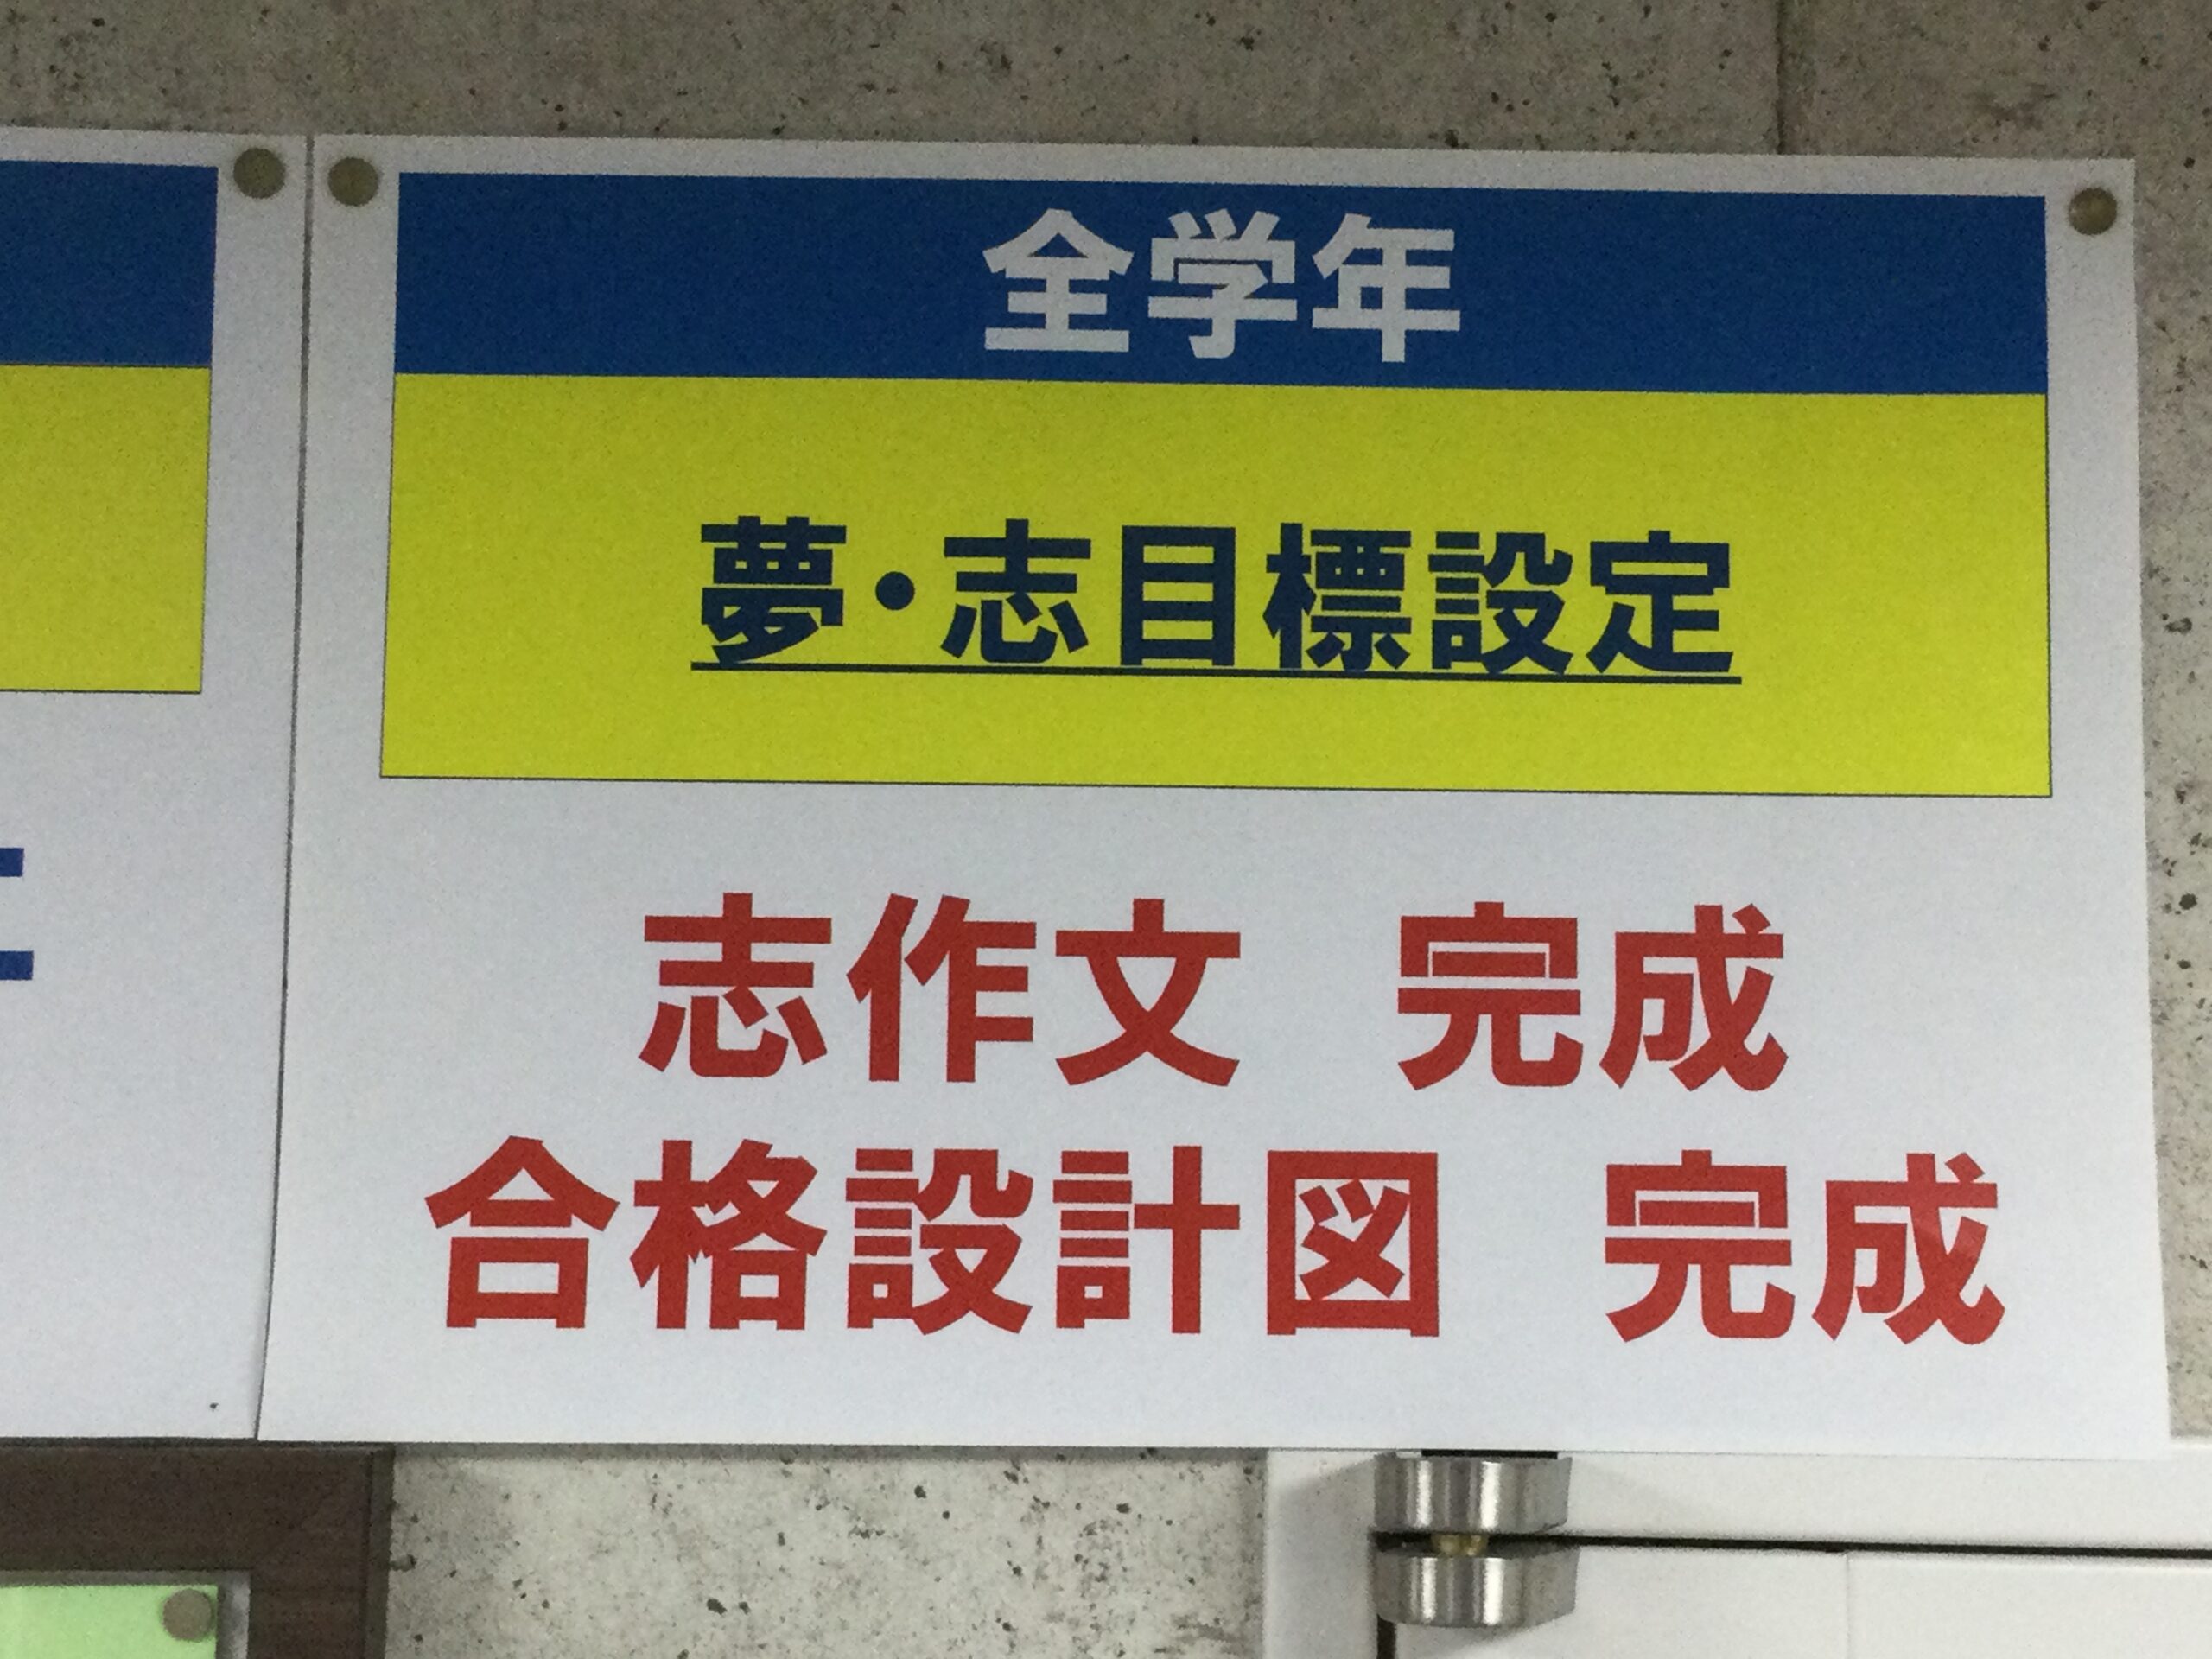 全学年
夢・志目標設定
志作文 完成
合格設計図 完成